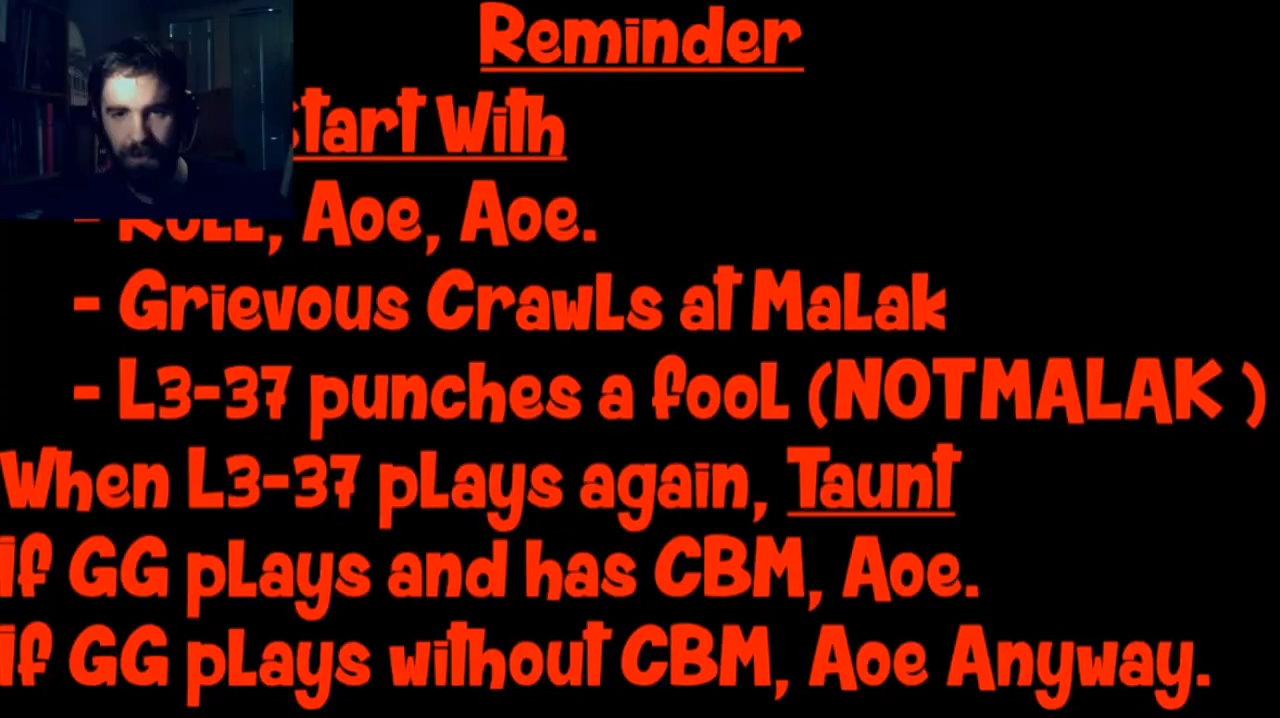 Reminder
Start With
- Roll, Aoe, Aoe.
- Grievous Crawls at Malak
- L3-37 punches a fool (NOTMALAK )
When L3-37 plays again, Taunt
if GG plays and has CBM, Aoe.
if GG plays without CBM, Aoe Anyway.